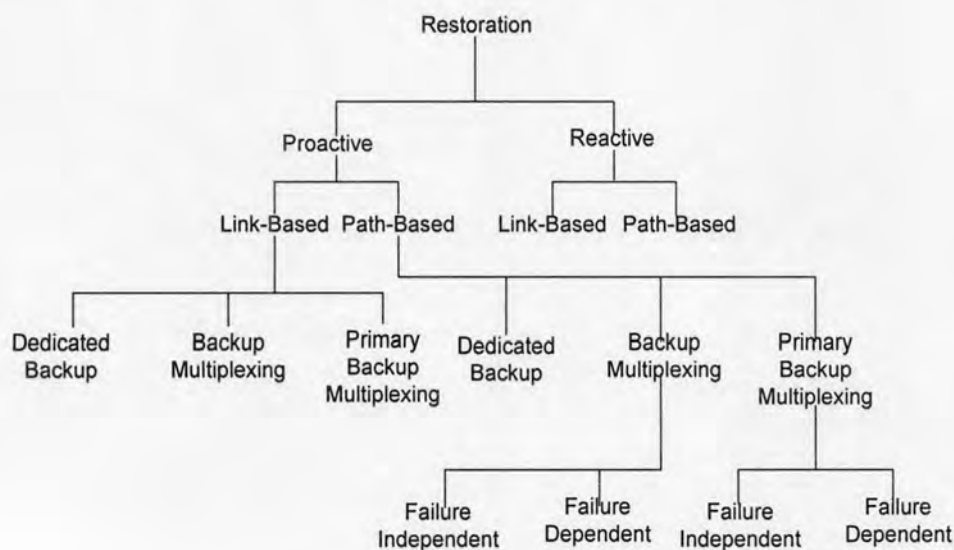 Restoration
Proactive
Reactive
Link-Based
Path-Based
Link-Based
Path-Based
Dedicated
Backup
Backup
Multiplexing
Primary
Backup
Multiplexing
Dedicated
Backup
Backup
Multiplexing
Primary
Backup
Multiplexing
Failure
Independent
Failure
Dependent
Failure
Independent
Failure
Dependent